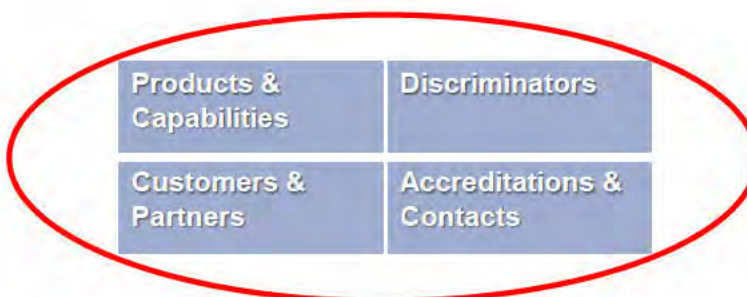 Products &
Capabilities
Discriminators
Customers &
Partners
Accreditations &
Contacts